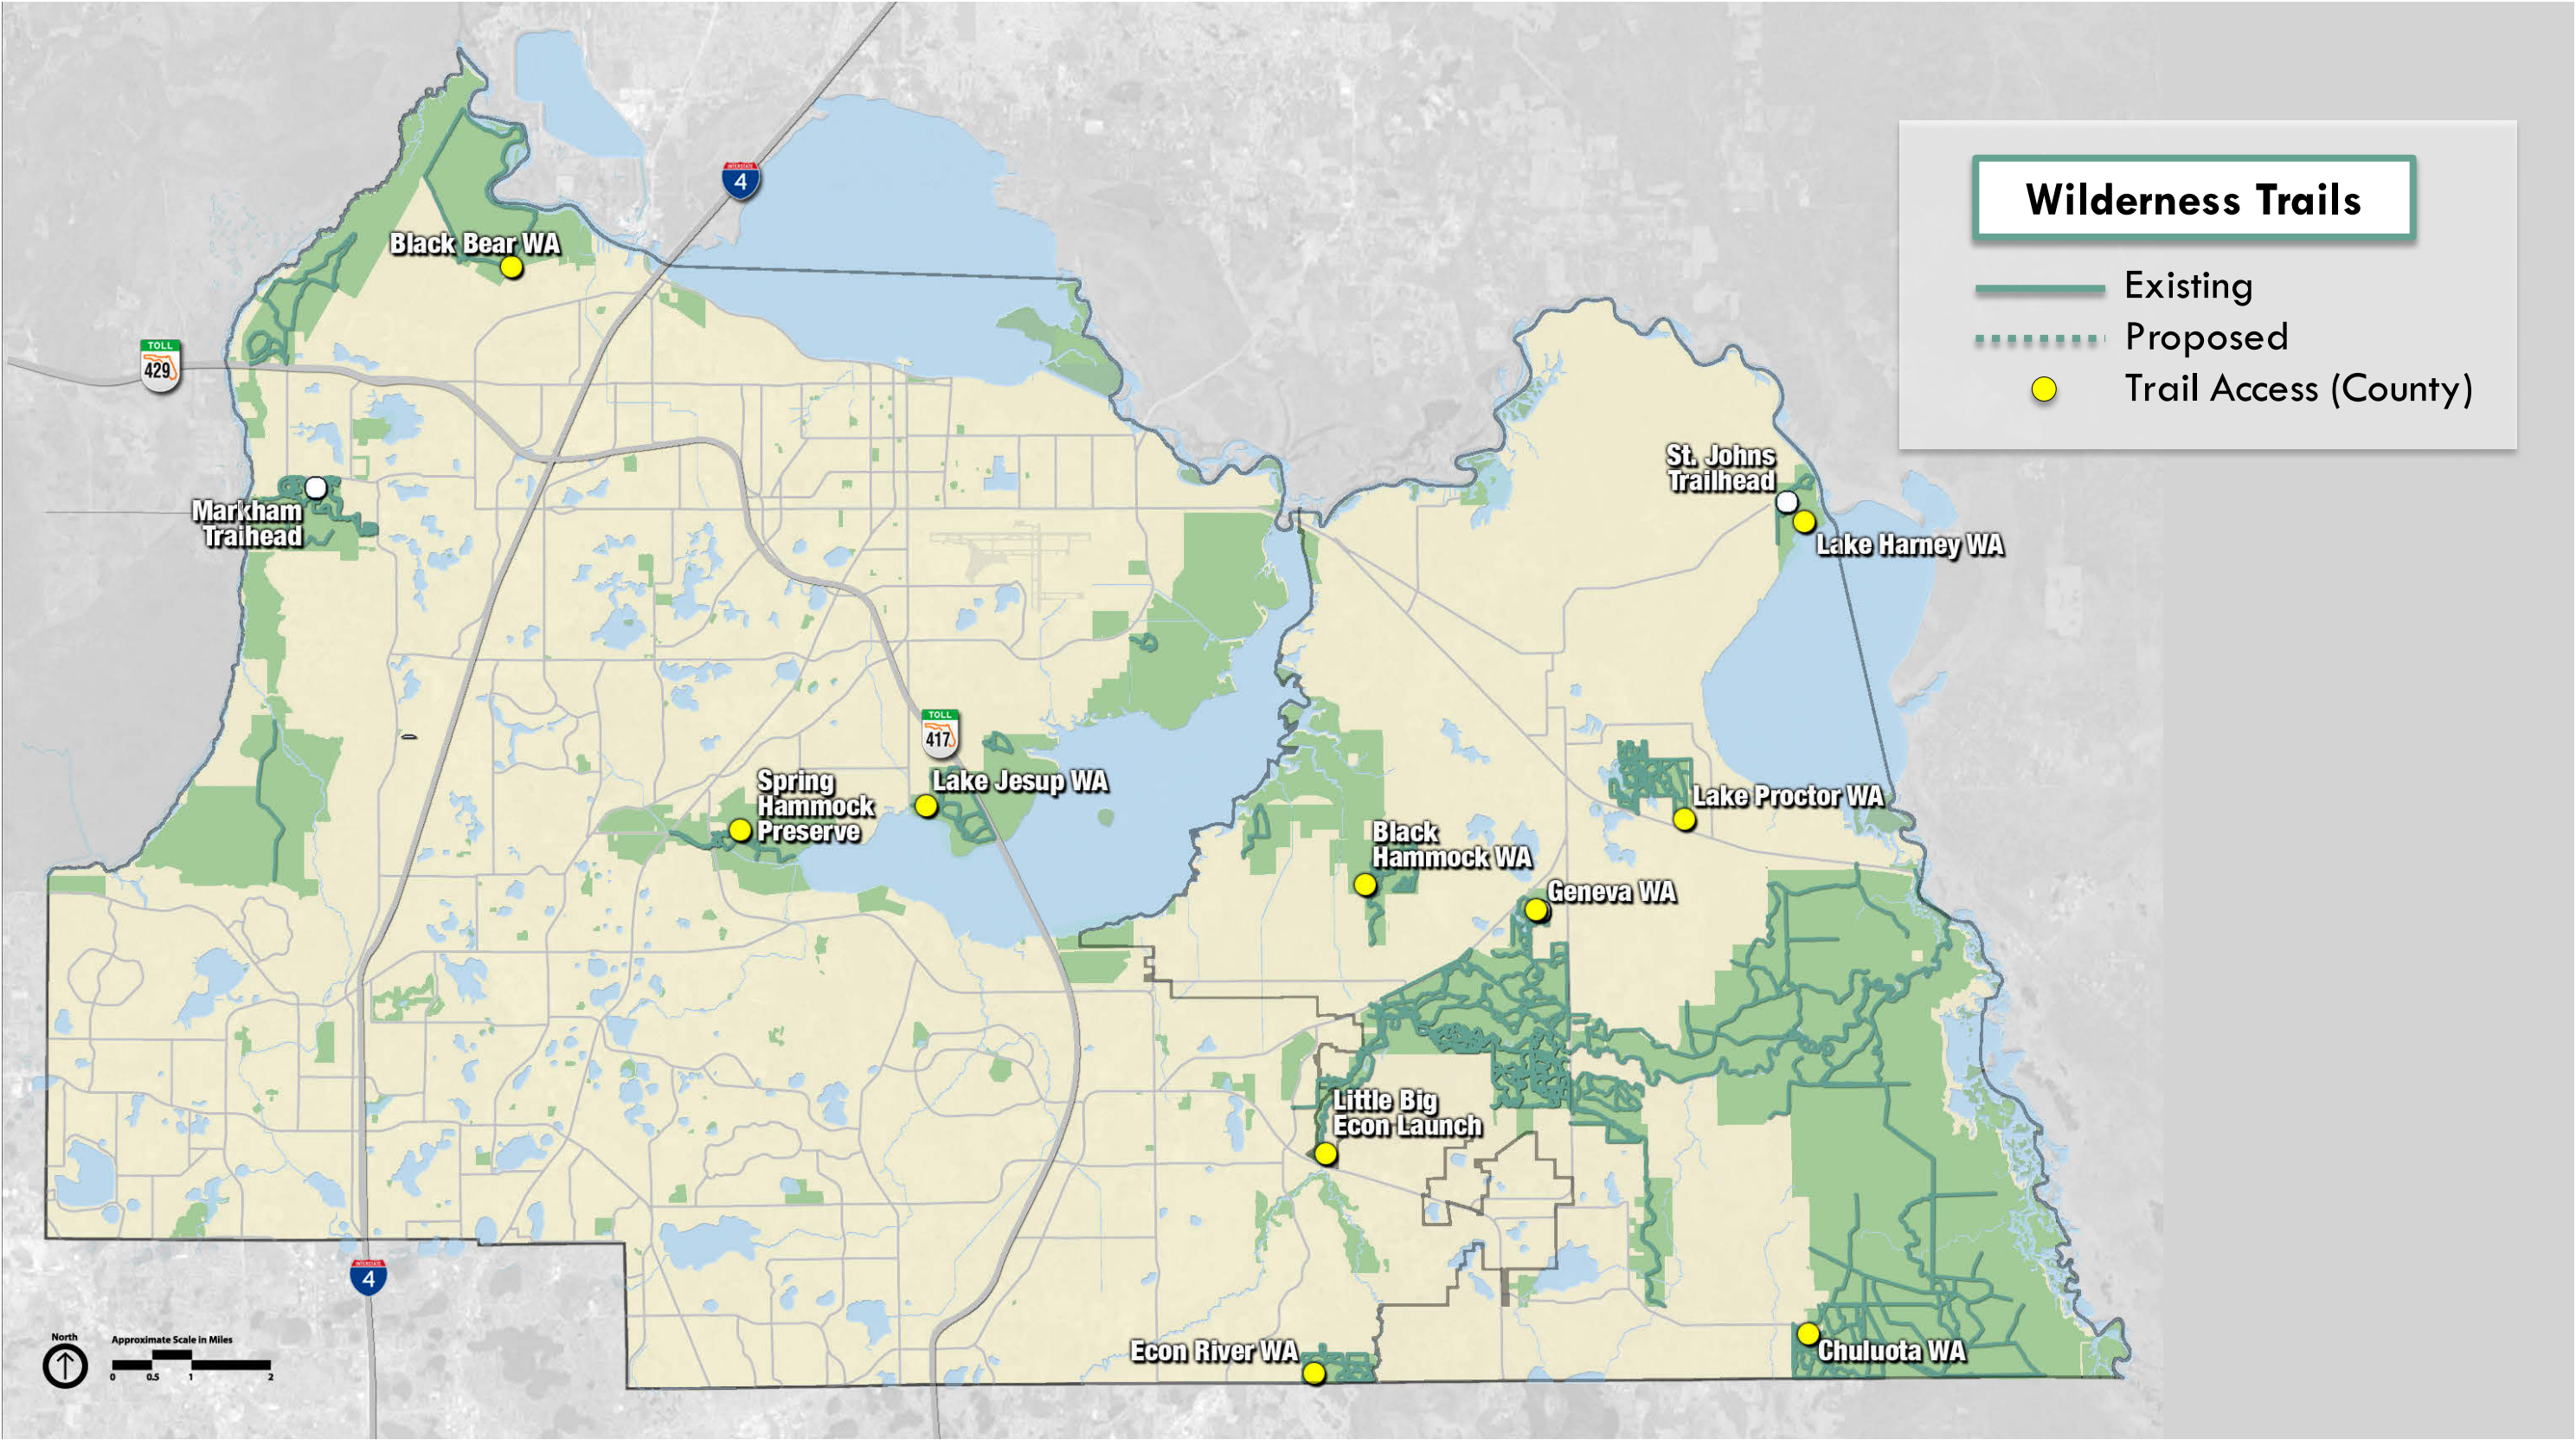 INTERSTATE
4
Black Bear WA
TOLL
429
Markham
Traihead
Wilderness Trails
Existing
Proposed
Trail Access (County)
St. Johns
Trailhead
Lake Harney WA
TOLL
417
Spring
Hammock
Preserve
Lake Jesup WA
Lake Proctor WA
Black
Hammock WA
Geneva WA
Little Big
Econ Launch
INTERSTATE
4
Econ River WA
Chuluota WA
North
Approximate Scale in Miles
0 0.5 1 2